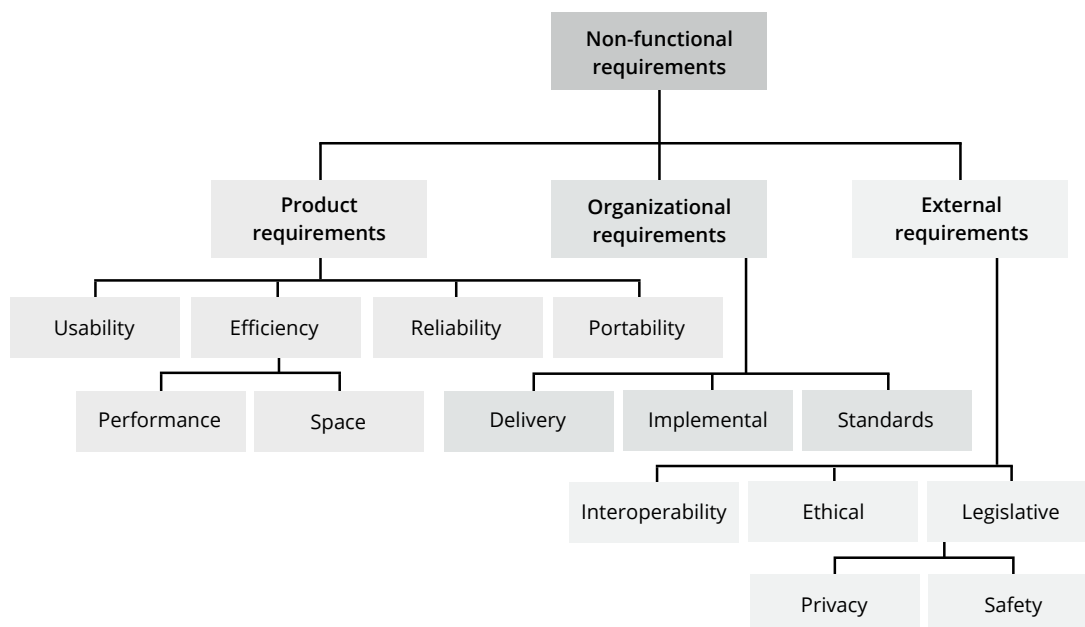 Non-functional
requirements
Product
requirements
Organizational
requirements
External
requirements
Usability
Efficiency
Reliability
Portability
Performance
Space
Delivery
Implemental
Standards
Interoperability
Ethical
Legislative
Privacy
Safety